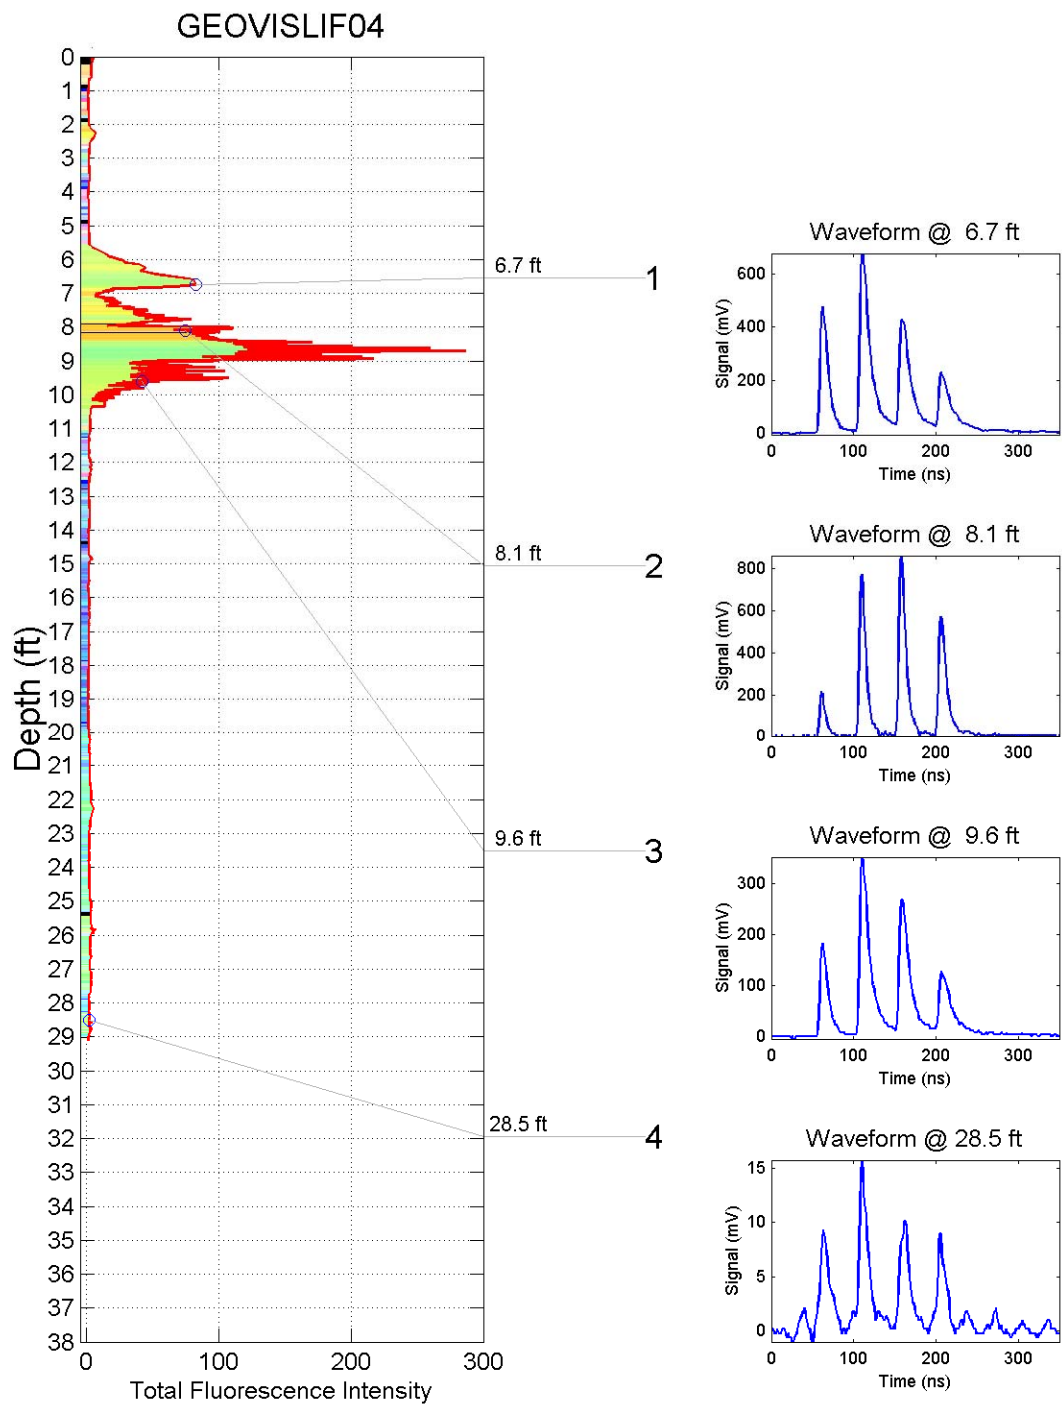 GEOVISLIF04
Depth (ft)
0
1
2
3
4
5
6
7
8
9
10
11
12
13
14
15
16
17
18
19
20
21
22
23
24
25
26
27
28
29
30
31
32
33
34
35
36
37
38
0 100 200 300
Total Fluorescence Intensity
6.7 ft 1
8.1 ft 2
9.6 ft 3
28.5 ft 4
Waveform @ 6.7 ft
Signal (mV)
600
400
200
0
0 100 200 300
Time (ns)
Waveform @ 8.1 ft
Signal (mV)
800
600
400
200
0
0 100 200 300
Time (ns)
Waveform @ 9.6 ft
Signal (mV)
300
200
100
0
0 100 200 300
Time (ns)
Waveform @ 28.5 ft
Signal (mV)
15
10
5
0
0 100 200 300
Time (ns)